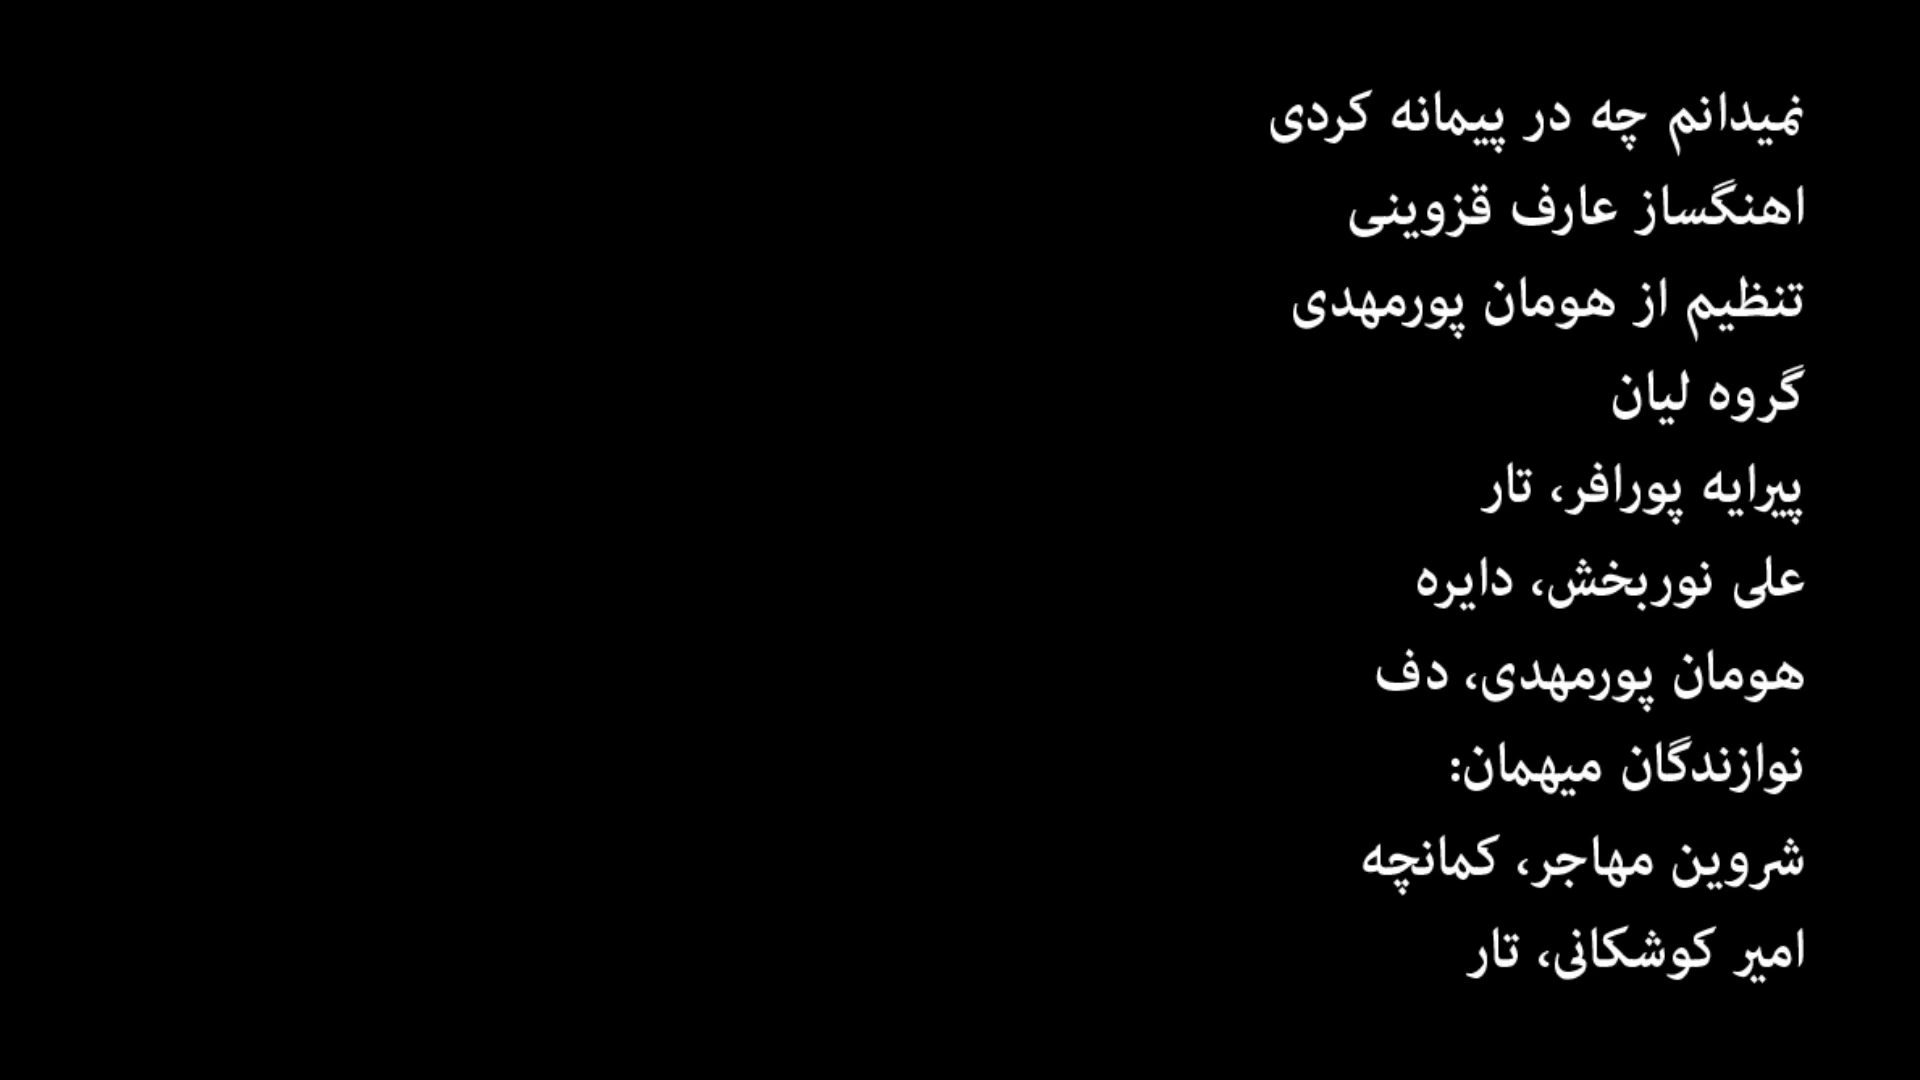 نمیدانم چه در پیمانه کردی
اهنگساز عارف قزوینی
تنظیم از هومان پورمهدی
گروه لیان
پیرایه پورافر، تار
علی نوربخش، دایره
هومان پورمهدی، دف
نوازندگان میهمان:
شروین مهاجر، کمانچه
امیر کوشکانی، تار